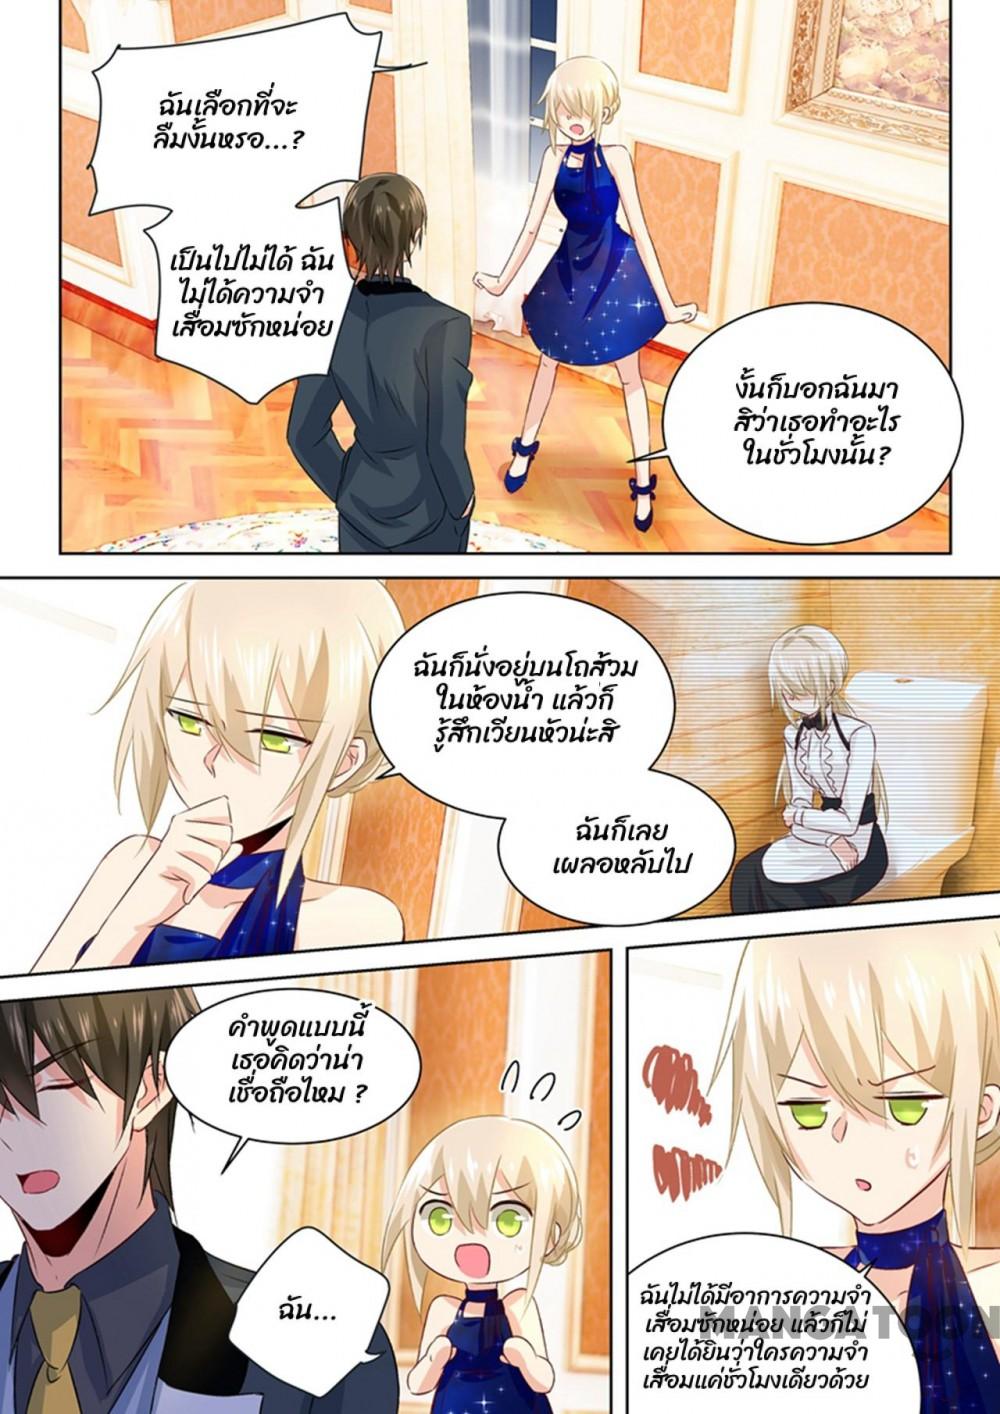 ฉันเลือกที่จะ
ลืมงั้นหรอ...?
เป็นไปไม่ได้ ฉัน
ไม่ได้ความจำ
เสื่อมซักหน่อย
งั้นก็บอกฉันมา
สิว่าเธอทำอะไร
ในชั่วโมงนั้น?
ฉันก็นั่งอยู่บนโถส้วม
ในห้องน้ำ แล้วก็
รู้สึกเวียนหัวน่ะสิ
ฉันก็เลย
เผลอหลับไป
คำพูดแบบนี้
เธอคิดว่าน่า
เชื่อถือไหม ?
ฉัน...
ฉันไม่ได้มีอาการความจำ
เสื่อมซักหน่อย แล้วก็ไม่
เคยได้ยินว่าใครความจำ
เสื่อมแค่ชั่วโมงเดียวด้วย
MANGATOON